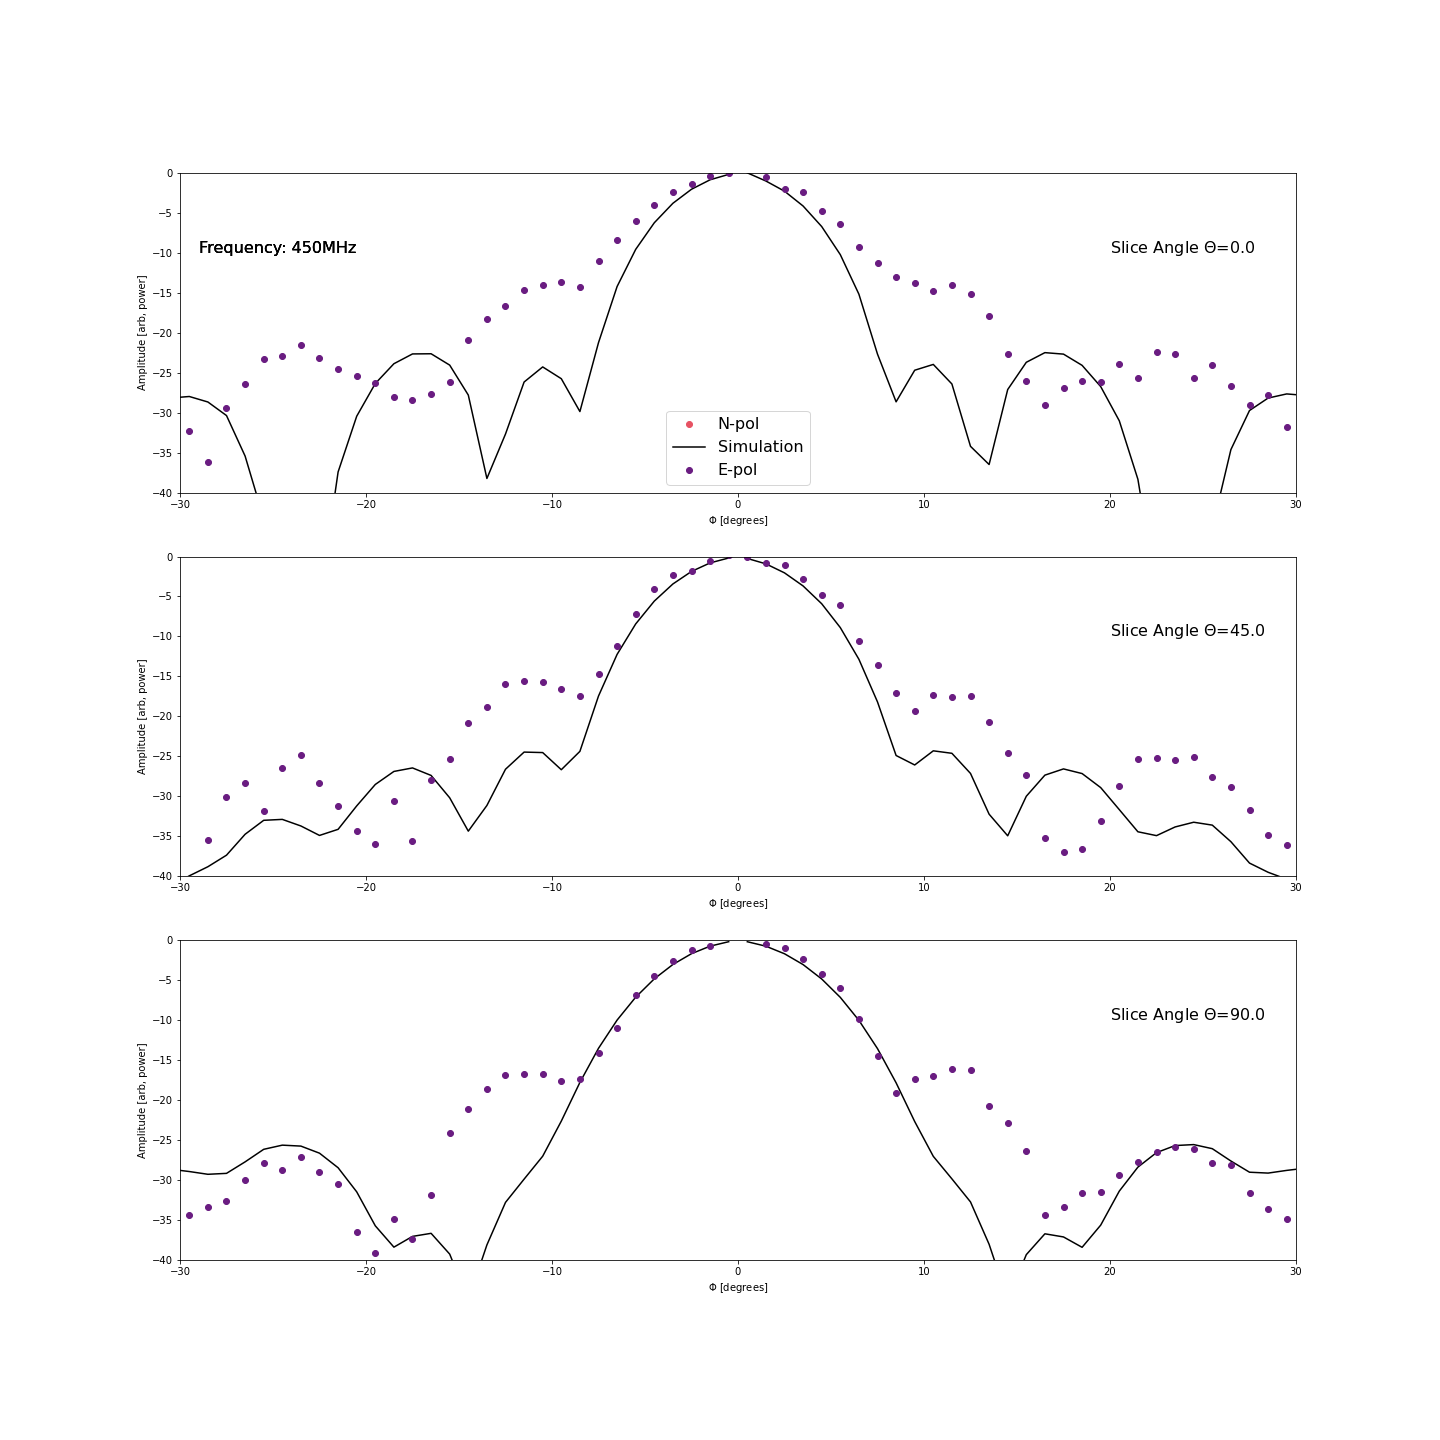 0
−5
−10
−15
−20
−25
−30
−35
−40
Amplitude [arb, power]
Frequency: 450MHz
Slice Angle Θ=0.0
N-pol
Simulation
E-pol
−30 −20 −10 0 10 20 30
Φ [degrees]
0
−5
−10
−15
−20
−25
−30
−35
−40
Amplitude [arb, power]
Slice Angle Θ=45.0
−30 −20 −10 0 10 20 30
Φ [degrees]
0
−5
−10
−15
−20
−25
−30
−35
−40
Amplitude [arb, power]
Slice Angle Θ=90.0
−30 −20 −10 0 10 20 30
Φ [degrees]